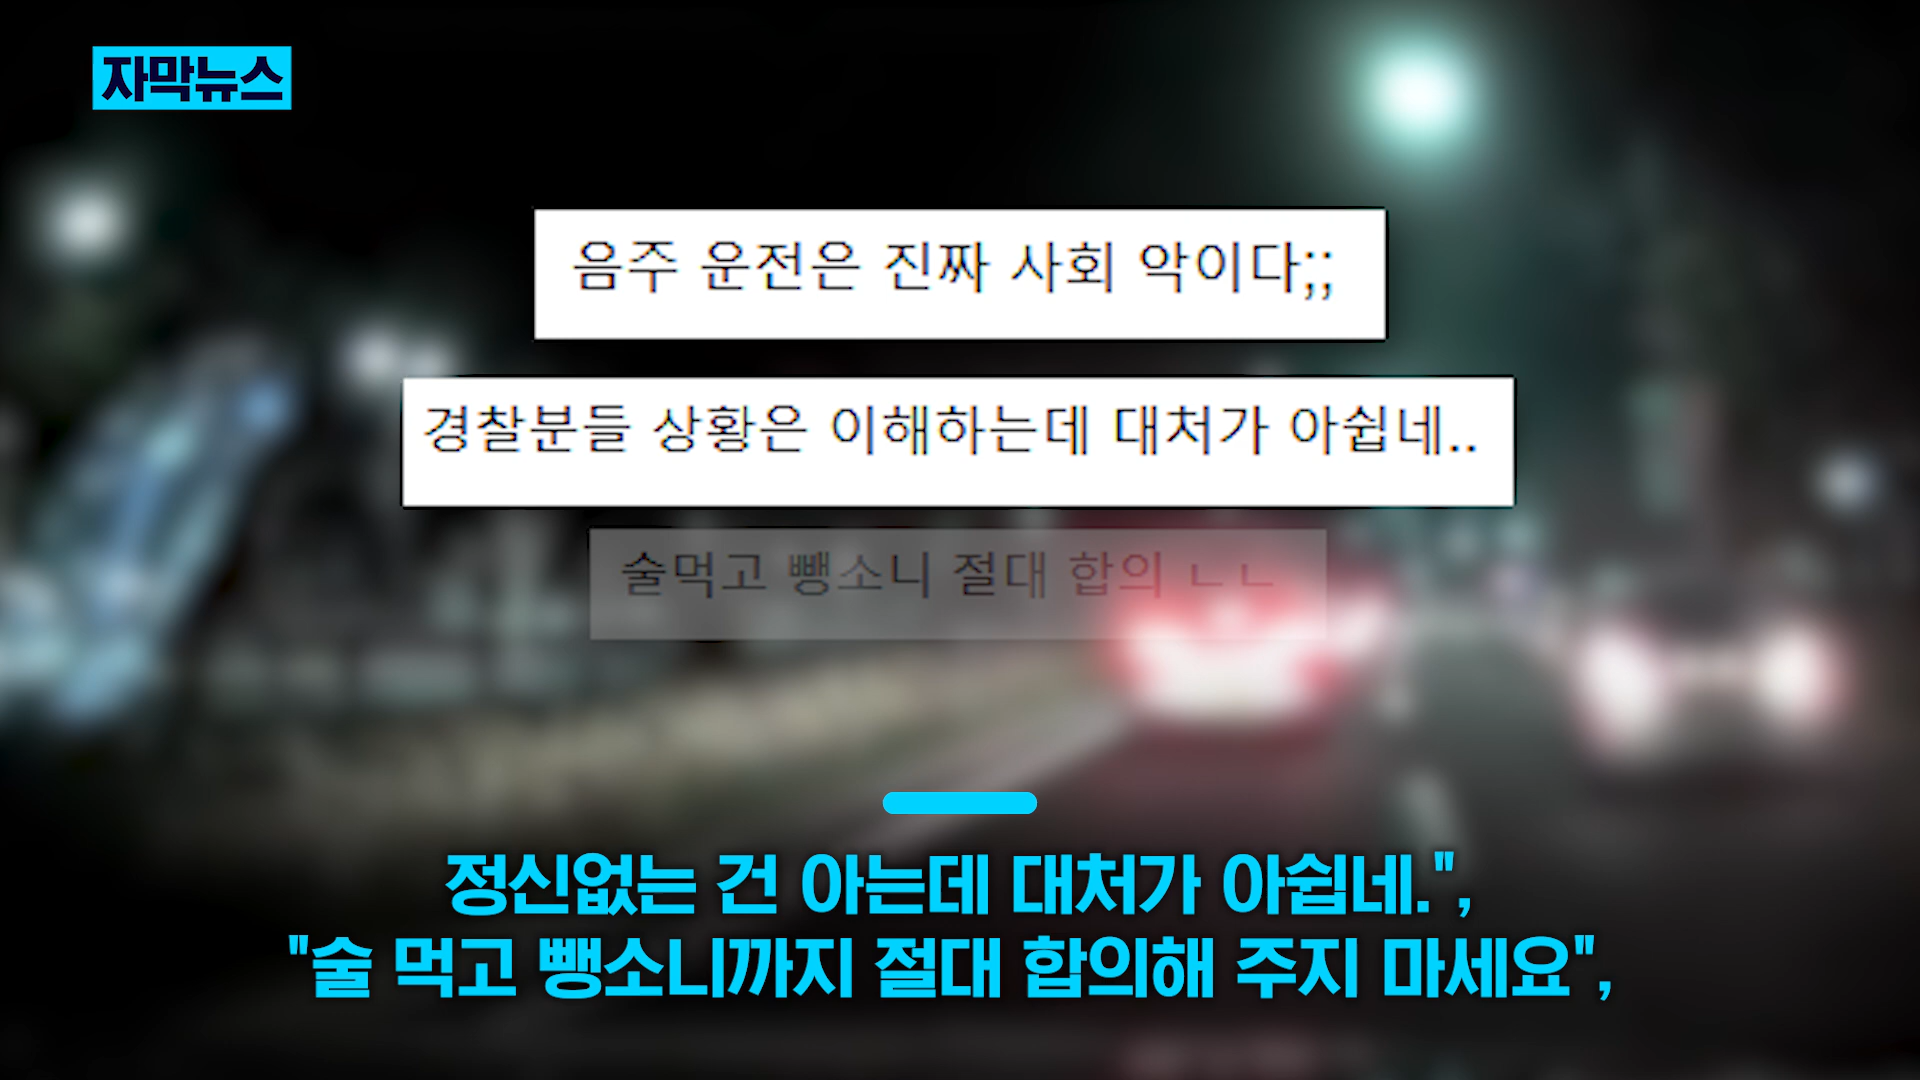 자막뉴스
음주 운전은 진짜 사회 악이다;;
경찰분들 상황은 이해하는데 대처가 아쉽네..
술먹고 뺑소니 절대 합의 ㄴㄴ
정신없는 건 아는데 대처가 아쉽네.",
"술 먹고 뺑소니까지 절대 합의해 주지 마세요",